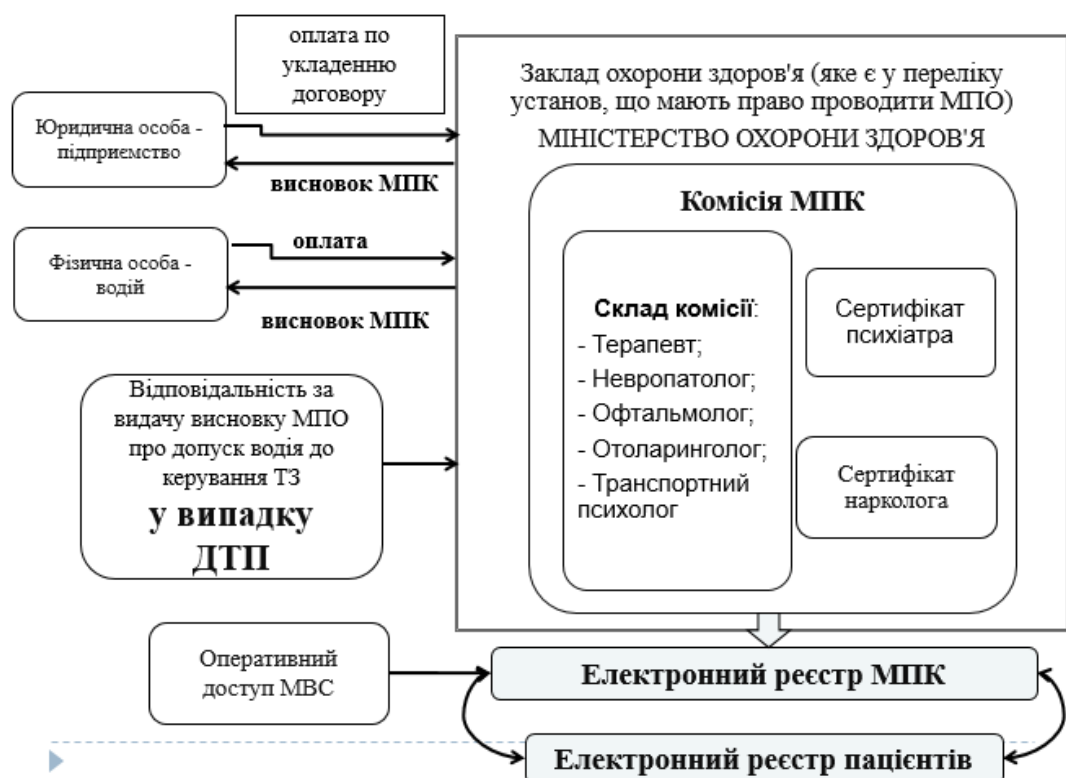 оплата по
укладенню
договору
Юридична особа -
підприємство
висновок МПК
Фізична особа -
водій
оплата
висновок МПК
Відповідальність за
видачу висновку МПО
про допуск водія до
керування ТЗ
у випадку
ДТП
Оперативний
доступ МВС
Заклад охорони здоров'я (яке є у переліку
установ, що мають право проводити МПО)
МІНІСТЕРСТВО ОХОРОНИ ЗДОРОВ'Я
Комісія МПК
Склад комісії:
- Терапевт;
- Невропатолог;
- Офтальмолог;
- Отоларинголог;
- Транспортний
психолог
Сертифікат
психіатра
Сертифікат
нарколога
Електронний реєстр МПК
Електронний реєстр пацієнтів